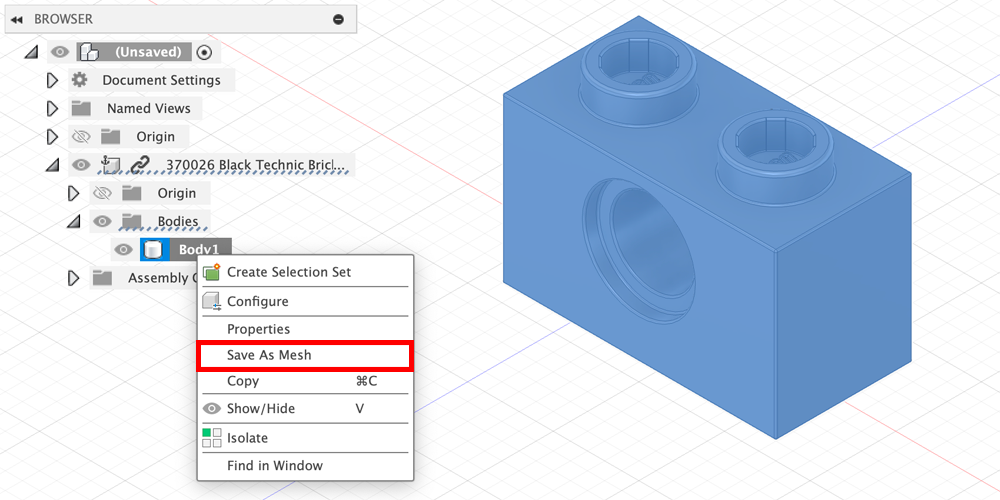 BROWSER
(Unsaved)
Document Settings
Named Views
Origin
370026 Black Technic Bricl...
Origin
Bodies
Body1
Assembly
Create Selection Set
Configure
Properties
Save As Mesh
Copy ⌘C
Show/Hide V
Isolate
Find in Window